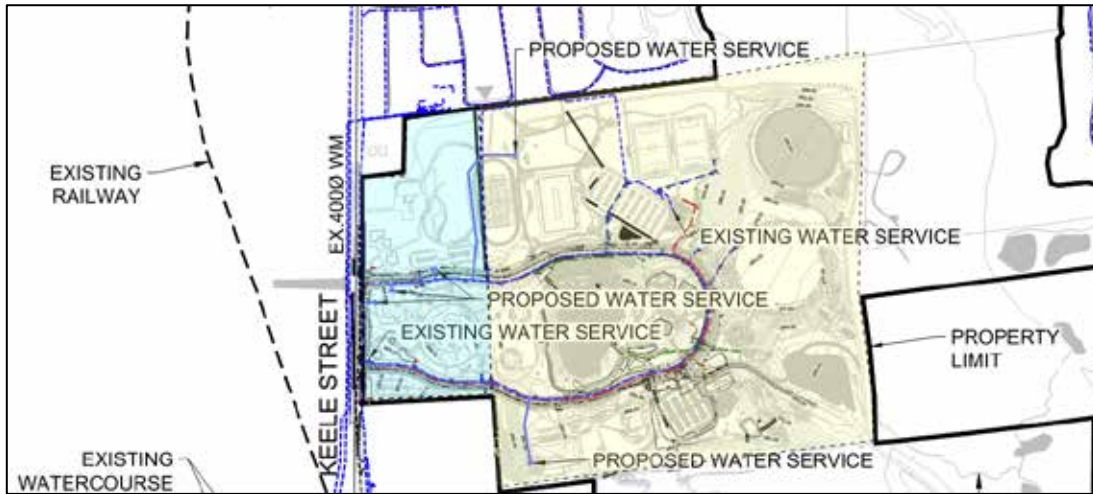 PROPOSED WATER SERVICE
EXISTING
RAILWAY
EX.400Ø WM
EXISTING WATER SERVICE
PROPOSED WATER SERVICE
EXISTING WATER SERVICE
KEELE STREET
PROPERTY
LIMIT
EXISTING
WATERCOURSE
PROPOSED WATER SERVICE